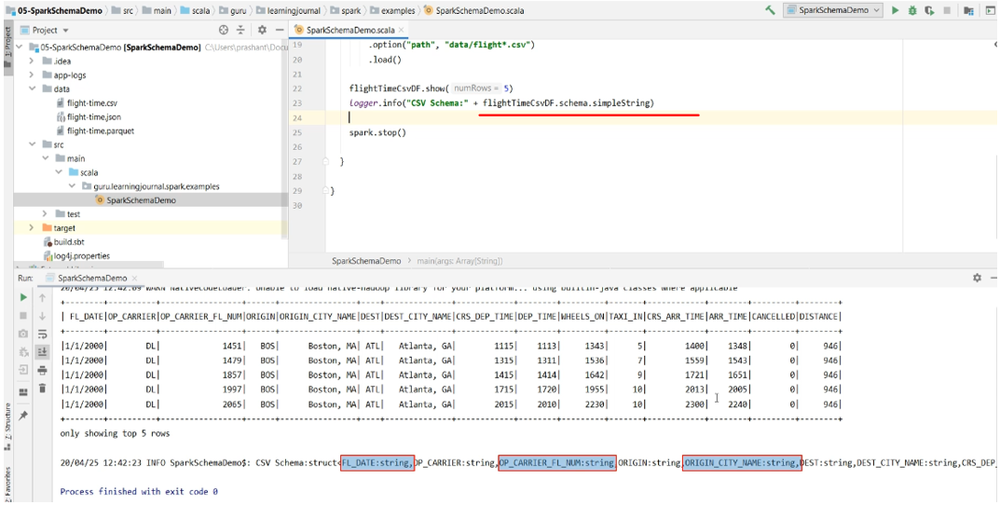 05-SparkSchemaDemo > src > main > scala > guru > learningjournal > spark > examples > SparkSchemaDemo.scala
SparkSchemaDemo
Project
SparkSchemaDemo.scala ×
1: Project
05-SparkSchemaDemo [SparkSchemaDemo] C:\Users\prashant\Docu
.idea
app-logs
data
flight-time.csv
flight-time.json
flight-time.parquet
src
main
scala
guru.learningjournal.spark.examples
SparkSchemaDemo
test
target
build.sbt
log4j.properties
19 .option("path", "data/flight*.csv")
20 .load()
21
22 flightTimeCsvDF.show( numRows = 5)
23 logger.info("CSV Schema:" + flightTimeCsvDF.schema.simpleString)
24
25 spark.stop()
26
27 }
28
29 }
30
SparkSchemaDemo > main(args: Array[String])
Run: SparkSchemaDemo ×
20/04/25 12:42:09 WARN NativeCodeLoader: Unable to load native-hadoop library for your platform... using builtin-java classes where applicable
+--------+----------+-----------------+------+----------------+----+--------------+------------+--------+---------+-------+------------+--------+---------+--------+
| FL_DATE|OP_CARRIER|OP_CARRIER_FL_NUM|ORIGIN|ORIGIN_CITY_NAME|DEST|DEST_CITY_NAME|CRS_DEP_TIME|DEP_TIME|WHEELS_ON|TAXI_IN|CRS_ARR_TIME|ARR_TIME|CANCELLED|DISTANCE|
+--------+----------+-----------------+------+----------------+----+--------------+------------+--------+---------+-------+------------+--------+---------+--------+
|1/1/2000| DL| 1451| BOS| Boston, MA| ATL| Atlanta, GA| 1115| 1113| 1343| 5| 1400| 1348| 0| 946|
|1/1/2000| DL| 1479| BOS| Boston, MA| ATL| Atlanta, GA| 1315| 1311| 1536| 7| 1559| 1543| 0| 946|
|1/1/2000| DL| 1857| BOS| Boston, MA| ATL| Atlanta, GA| 1415| 1414| 1642| 9| 1721| 1651| 0| 946|
|1/1/2000| DL| 1997| BOS| Boston, MA| ATL| Atlanta, GA| 1715| 1720| 1955| 10| 2013| 2005| 0| 946|
|1/1/2000| DL| 2065| BOS| Boston, MA| ATL| Atlanta, GA| 2015| 2010| 2230| 10| 2300| 2240| 0| 946|
+--------+----------+-----------------+------+----------------+----+--------------+------------+--------+---------+-------+------------+--------+---------+--------+
only showing top 5 rows
20/04/25 12:42:23 INFO SparkSchemaDemo$: CSV Schema:struct<FL_DATE:string,OP_CARRIER:string,OP_CARRIER_FL_NUM:string,ORIGIN:string,ORIGIN_CITY_NAME:string,DEST:string,DEST_CITY_NAME:string,CRS_DEP_
Process finished with exit code 0
Z: Structure
2: Favorites